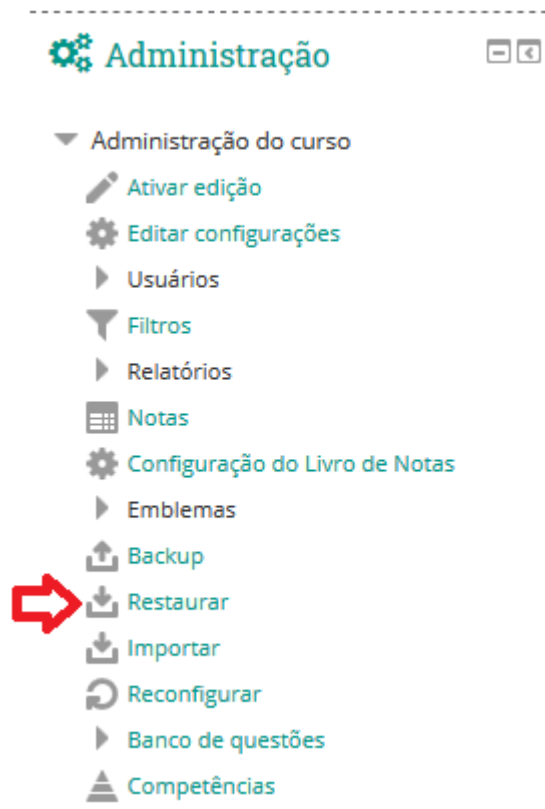 Administração
Administração do curso
Ativar edição
Editar configurações
Usuários
Filtros
Relatórios
Notas
Configuração do Livro de Notas
Emblemas
Backup
Restaurar
Importar
Reconfigurar
Banco de questões
Competências